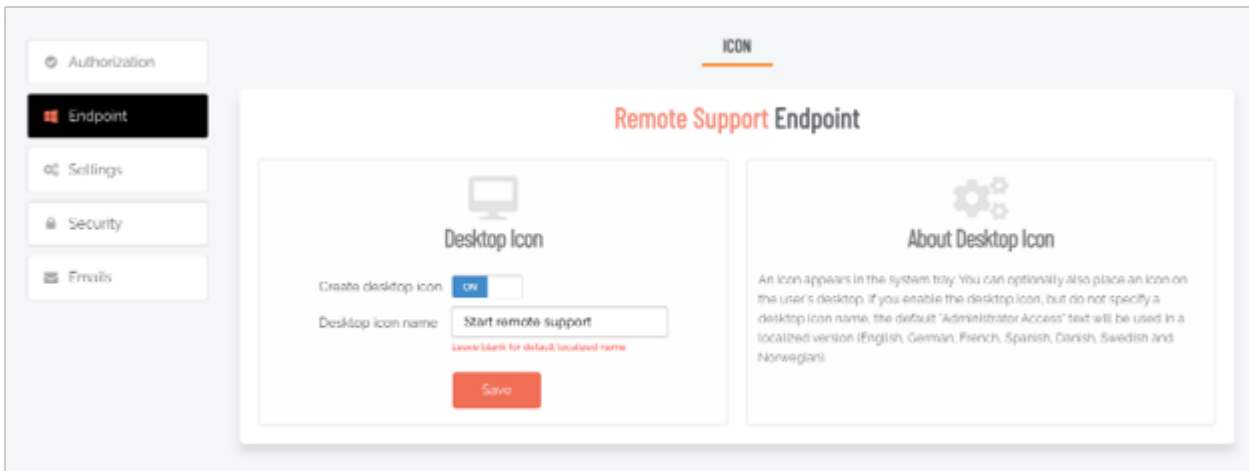 ICON
Authorization
Endpoint
Settings
Security
Emails
Remote Support Endpoint
Desktop Icon
Create desktop icon ON
Desktop icon name Start remote support
Leave blank for default localized name
Save
About Desktop Icon
An icon appears in the system tray. You can optionally also place an icon on
the user's desktop. If you enable the desktop icon, but do not specify a
desktop icon name, the default "Administrator Access" text will be used in a
localized version (English, German, French, Spanish, Danish, Swedish and
Norwegian).